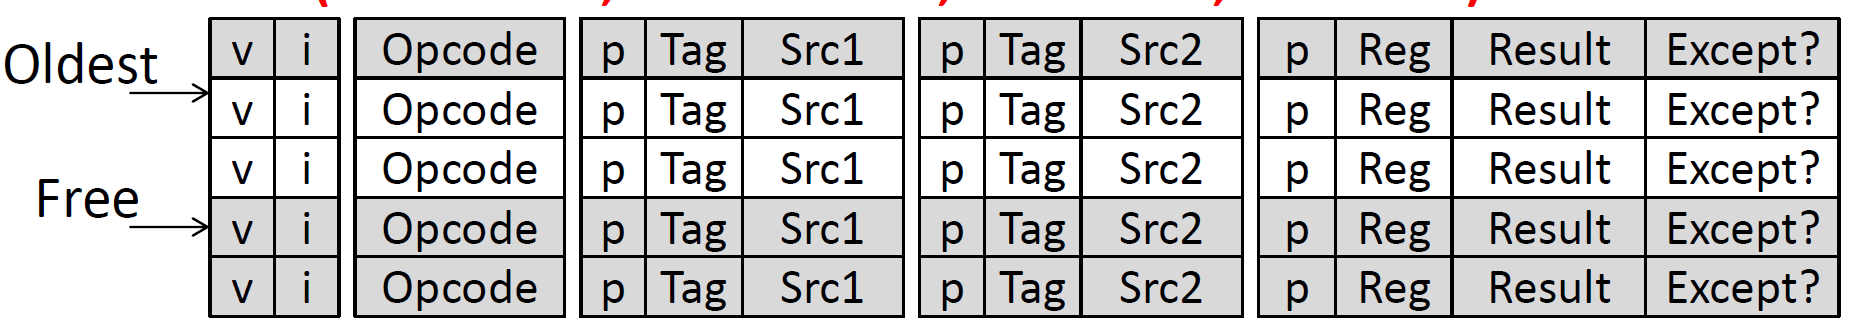 v i Opcode p Tag Src1 p Tag Src2 p Reg Result Except?
Oldest
v i Opcode p Tag Src1 p Tag Src2 p Reg Result Except?
v i Opcode p Tag Src1 p Tag Src2 p Reg Result Except?
Free
v i Opcode p Tag Src1 p Tag Src2 p Reg Result Except?
v i Opcode p Tag Src1 p Tag Src2 p Reg Result Except?